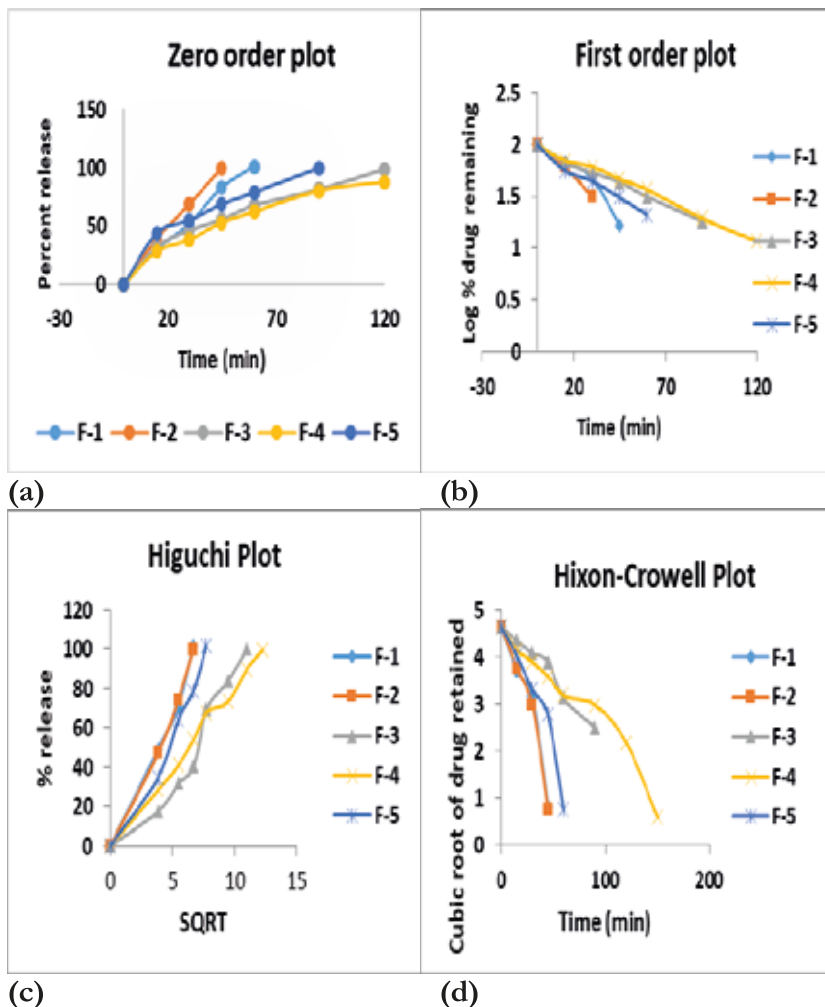 Zero order plot
150
100
50
0
-30
20
70
120
Percent release
Time (min)
F-1 F-2 F-3 F-4 F-5
(a)
First order plot
2.5
2
1.5
1
0.5
0
-30
20
70
120
Log % drug remaining
Time (min)
F-1
F-2
F-3
F-4
F-5
(b)
Higuchi Plot
120
100
80
60
40
20
0
0
5
10
15
% release
SQRT
F-1
F-2
F-3
F-4
F-5
(c)
Hixon-Crowell Plot
5
4
3
2
1
0
0
100
200
Cubic root of drug retained
Time (min)
F-1
F-2
F-3
F-4
F-5
(d)